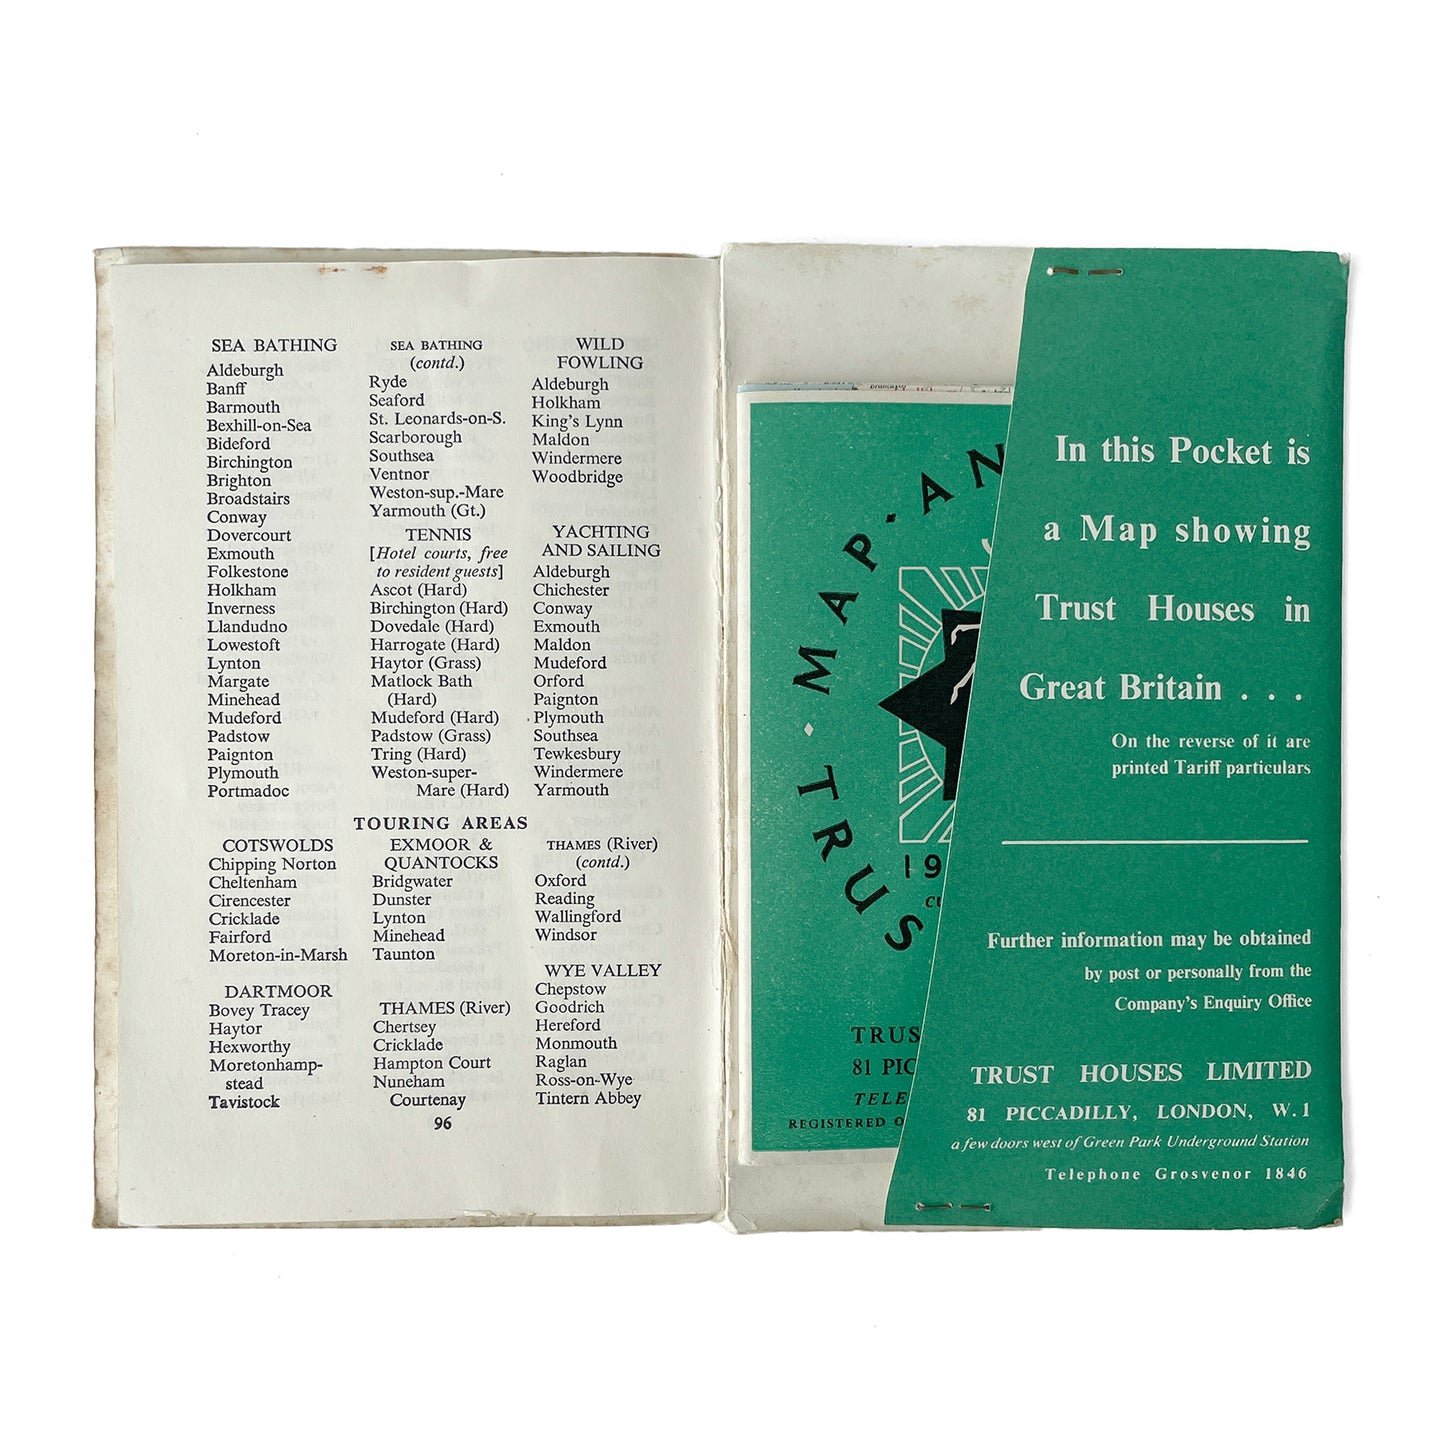 SEA BATHING
Aldeburgh
Banff
Barmouth
Bexhill-on-Sea
Bideford
Birchington
Brighton
Broadstairs
Conway
Dovercourt
Exmouth
Folkestone
Holkham
Inverness
Llandudno
Lowestoft
Lynton
Margate
Minehead
Mudeford
Padstow
Paignton
Plymouth
Portmadoc
SEA BATHING
(contd.)
Ryde
Seaford
St. Leonards-on-S.
Scarborough
Southsea
Ventnor
Weston-sup.-Mare
Yarmouth (Gt.)
TENNIS
[Hotel courts, free
to resident guests]
Ascot (Hard)
Birchington (Hard)
Dovedale (Hard)
Harrogate (Hard)
Haytor (Grass)
Matlock Bath
(Hard)
Mudeford (Hard)
Padstow (Grass)
Tring (Hard)
Weston-super-
Mare (Hard)
WILD
FOWLING
Aldeburgh
Holkham
King's Lynn
Maldon
Windermere
Woodbridge
YACHTING
AND SAILING
Aldeburgh
Chichester
Conway
Exmouth
Maldon
Mudeford
Orford
Paignton
Plymouth
Southsea
Tewkesbury
Windermere
Yarmouth
TOURING AREAS
COTSWOLDS
Chipping Norton
Cheltenham
Cirencester
Cricklade
Fairford
Moreton-in-Marsh
DARTMOOR
Bovey Tracey
Haytor
Hexworthy
Moretonhamp-
stead
Tavistock
EXMOOR &
QUANTOCKS
Bridgwater
Dunster
Lynton
Minehead
Taunton
THAMES (River)
Chertsey
Cricklade
Hampton Court
Nuneham
Courtenay
THAMES (River)
(contd.)
Oxford
Reading
Wallingford
Windsor
WYE VALLEY
Chepstow
Goodrich
Hereford
Monmouth
Raglan
Ross-on-Wye
Tintern Abbey
96
TRUS
MAP · AN
19
TRUS
81 PIC
TELE
REGISTERED O
In this Pocket is
a Map showing
Trust Houses in
Great Britain . . .
On the reverse of it are
printed Tariff particulars
Further information may be obtained
by post or personally from the
Company's Enquiry Office
TRUST HOUSES LIMITED
81 PICCADILLY, LONDON, W.1
a few doors west of Green Park Underground Station
Telephone Grosvenor 1846